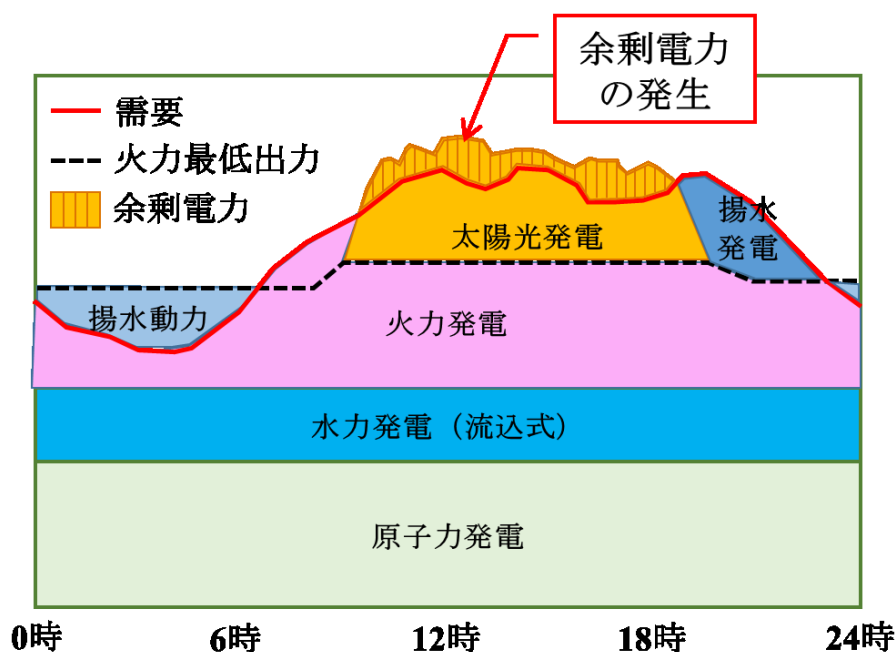 余剰電力
の発生
需要
火力最低出力
余剰電力
揚水
発電
太陽光発電
揚水動力
火力発電
水力発電（流込式）
原子力発電
0時 6時 12時 18時 24時